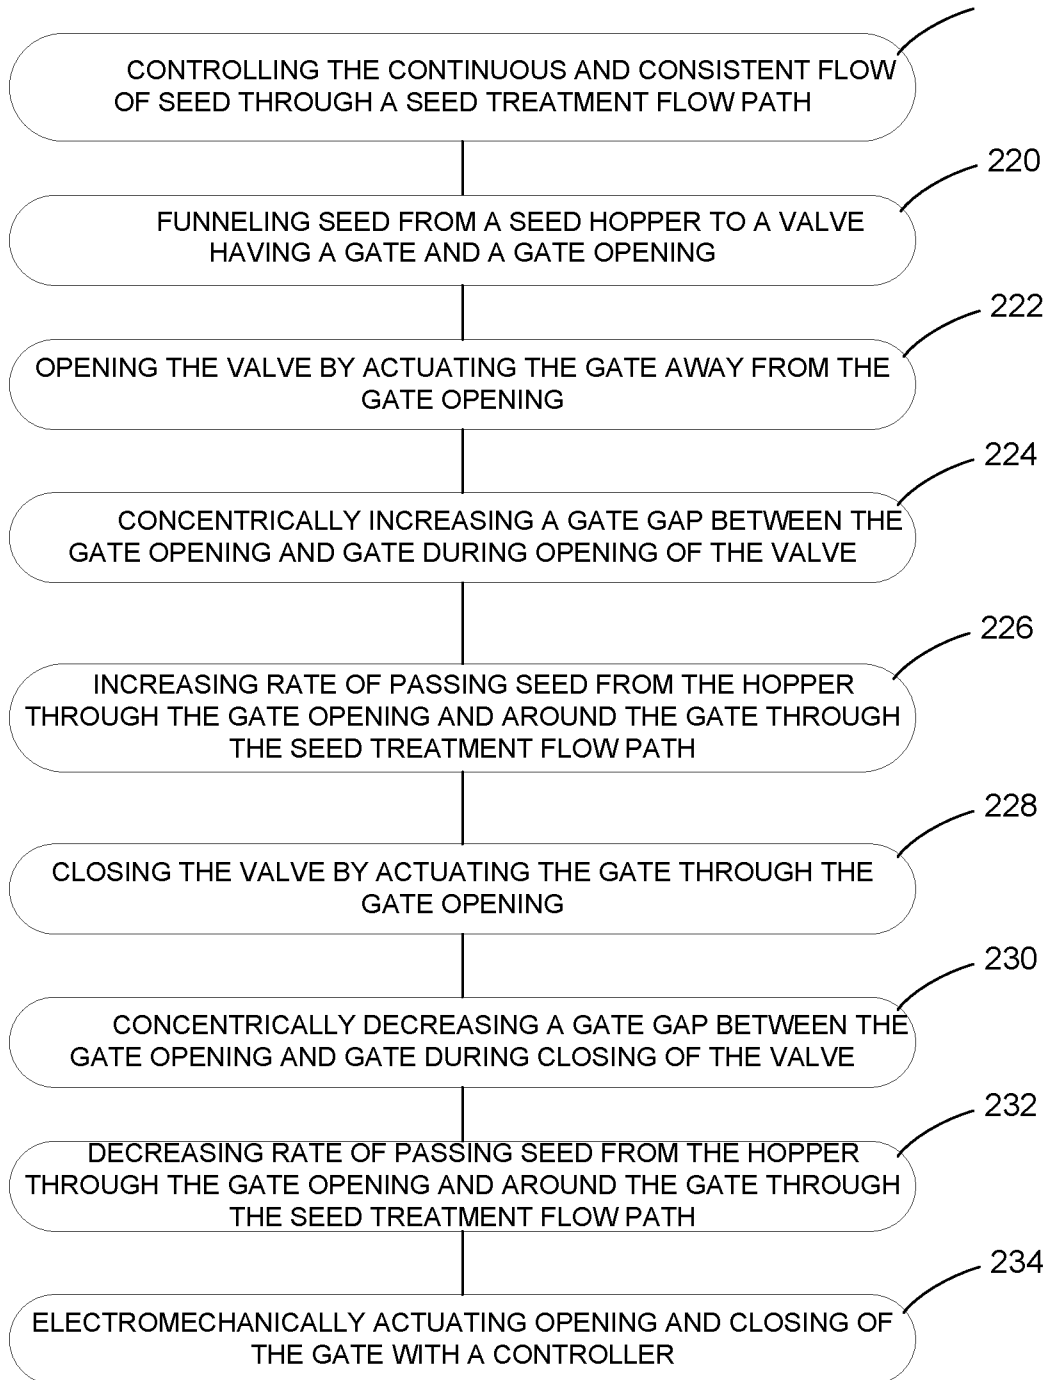 CONTROLLING THE CONTINUOUS AND CONSISTENT FLOW
OF SEED THROUGH A SEED TREATMENT FLOW PATH
220
FUNNELING SEED FROM A SEED HOPPER TO A VALVE
HAVING A GATE AND A GATE OPENING
222
OPENING THE VALVE BY ACTUATING THE GATE AWAY FROM THE
GATE OPENING
224
CONCENTRICALLY INCREASING A GATE GAP BETWEEN THE
GATE OPENING AND GATE DURING OPENING OF THE VALVE
226
INCREASING RATE OF PASSING SEED FROM THE HOPPER
THROUGH THE GATE OPENING AND AROUND THE GATE THROUGH
THE SEED TREATMENT FLOW PATH
228
CLOSING THE VALVE BY ACTUATING THE GATE THROUGH THE
GATE OPENING
230
CONCENTRICALLY DECREASING A GATE GAP BETWEEN THE
GATE OPENING AND GATE DURING CLOSING OF THE VALVE
232
DECREASING RATE OF PASSING SEED FROM THE HOPPER
THROUGH THE GATE OPENING AND AROUND THE GATE THROUGH
THE SEED TREATMENT FLOW PATH
234
ELECTROMECHANICALLY ACTUATING OPENING AND CLOSING OF
THE GATE WITH A CONTROLLER